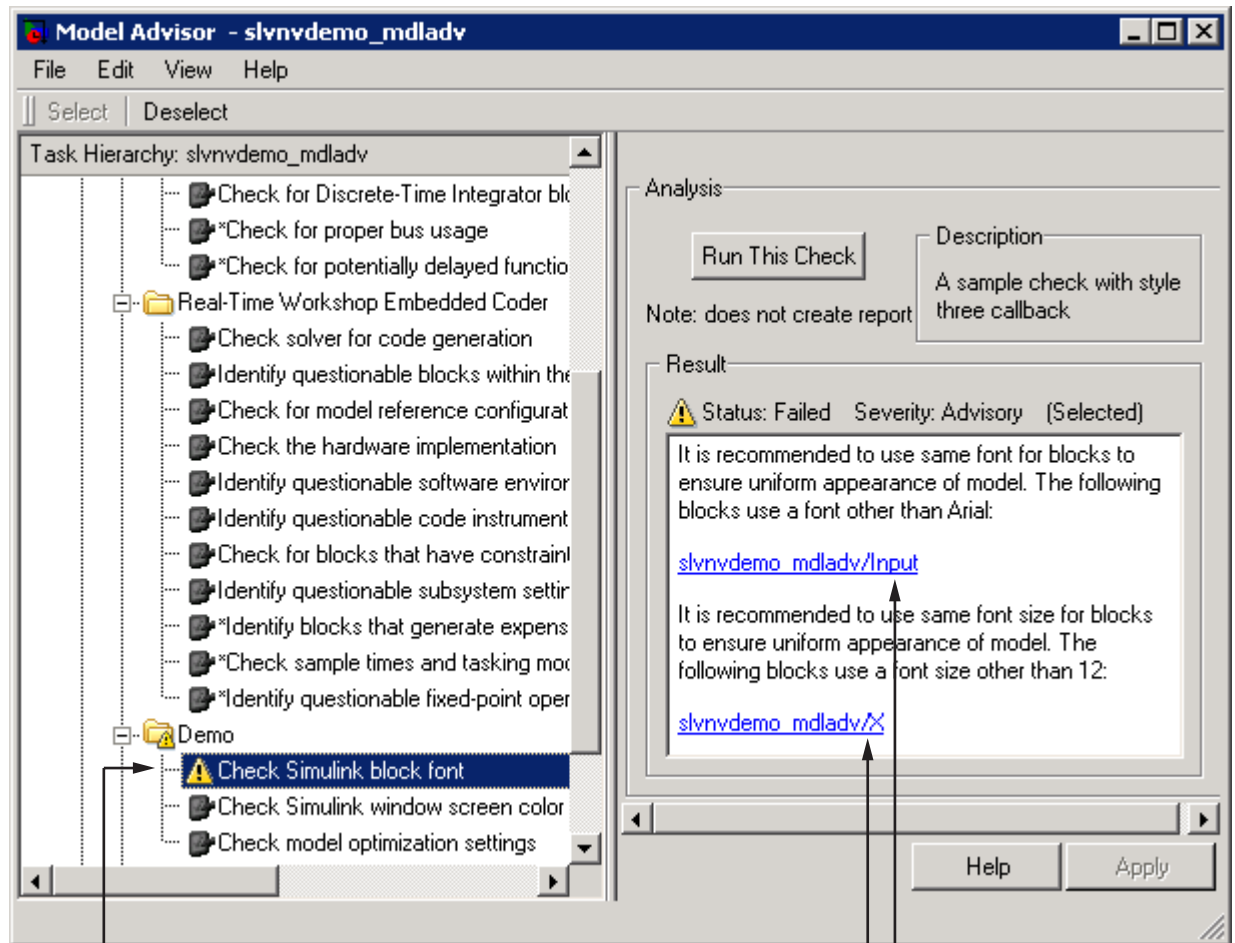 Model Advisor - slvnvdemo_mdladv
File Edit View Help
Select Deselect
Task Hierarchy: slvnvdemo_mdladv
Check for Discrete-Time Integrator blo
*Check for proper bus usage
*Check for potentially delayed functio
Real-Time Workshop Embedded Coder
Check solver for code generation
Identify questionable blocks within the
Check for model reference configurat
Check the hardware implementation
Identify questionable software environ
Identify questionable code instrument
Check for blocks that have constraint
Identify questionable subsystem settin
*Identify blocks that generate expens
*Check sample times and tasking mod
*Identify questionable fixed-point oper
Demo
Check Simulink block font
Check Simulink window screen color
Check model optimization settings
Analysis
Run This Check
Note: does not create report
Description
A sample check with style
three callback
Result
Status: Failed Severity: Advisory (Selected)
It is recommended to use same font for blocks to
ensure uniform appearance of model. The following
blocks use a font other than Arial:
slvnvdemo_mdladv/Input
It is recommended to use same font size for blocks
to ensure uniform appearance of model. The
following blocks use a font size other than 12:
slvnvdemo_mdladv/X
Help Apply